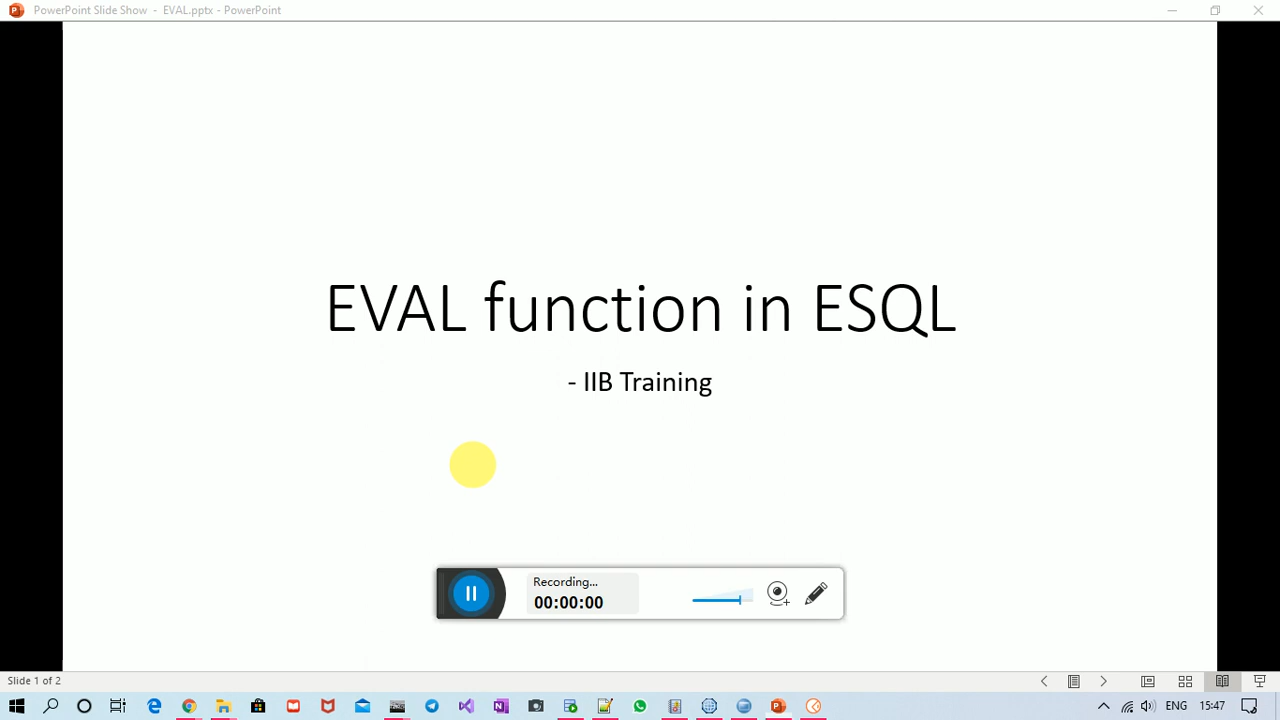 PowerPoint Slide Show - EVAL.pptx - PowerPoint
EVAL function in ESQL
- IIB Training
Recording...
00:00:00
Slide 1 of 2
ENG 15:47